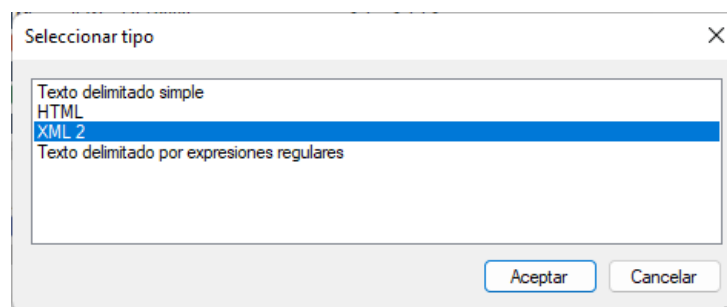 Seleccionar tipo
Texto delimitado simple
HTML
XML 2
Texto delimitado por expresiones regulares
Aceptar
Cancelar